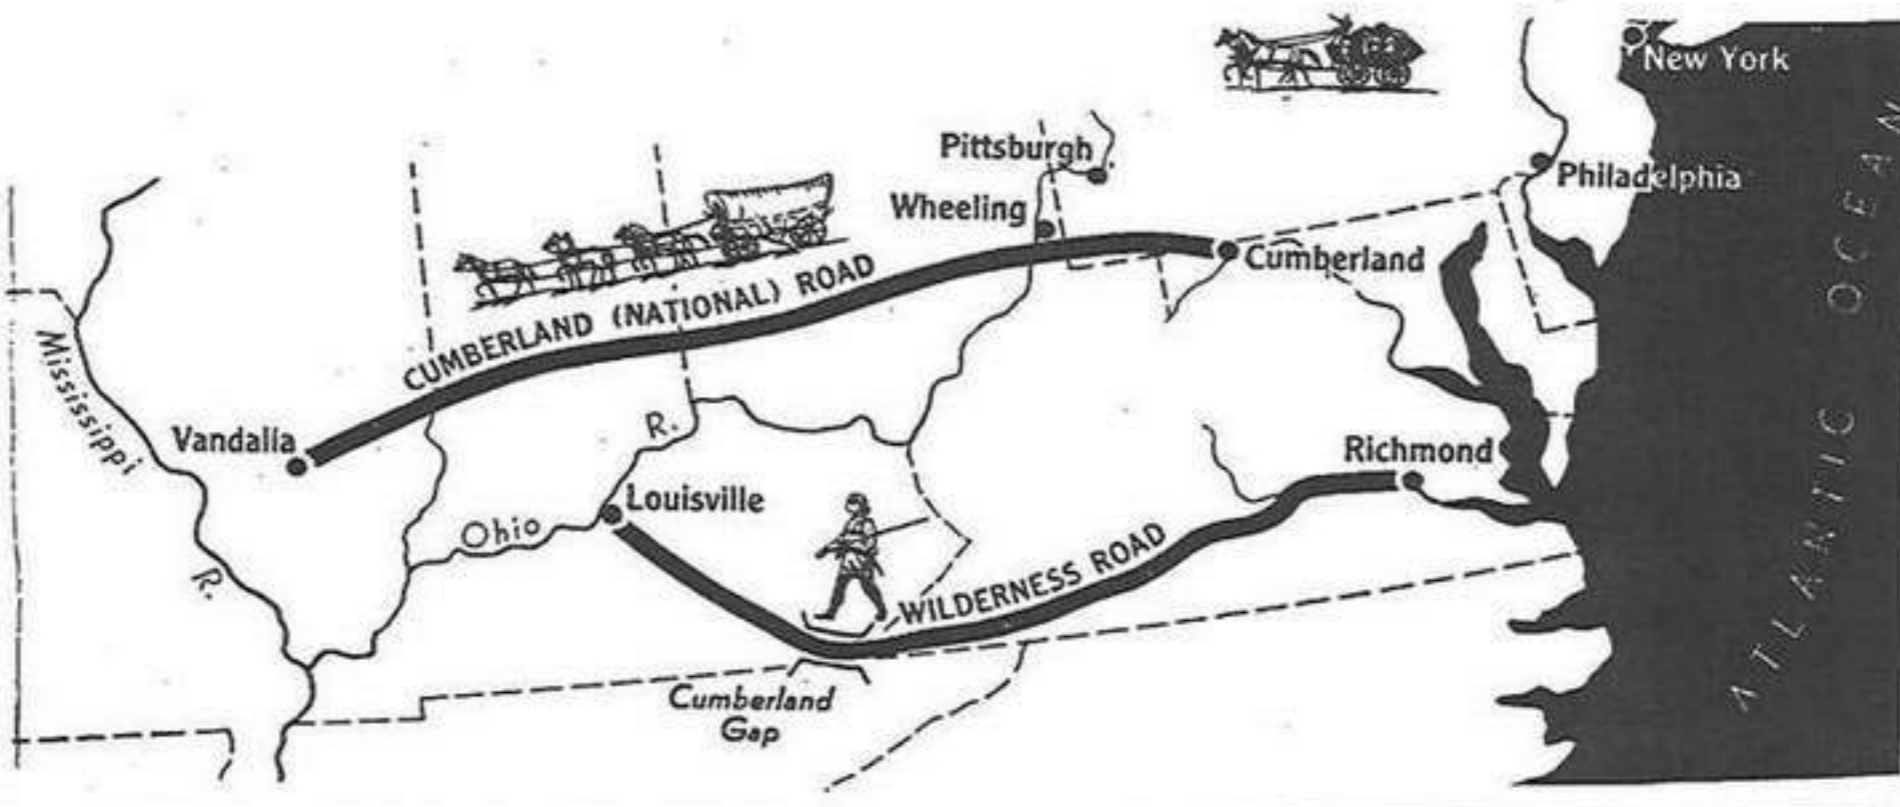 New York
Pittsburgh
Philadelphia
Wheeling
Cumberland
CUMBERLAND (NATIONAL) ROAD
Mississippi
R.
Vandalia
R.
Richmond
Louisville
Ohio
WILDERNESS ROAD
Cumberland
Gap
ATLANTIC OCEAN